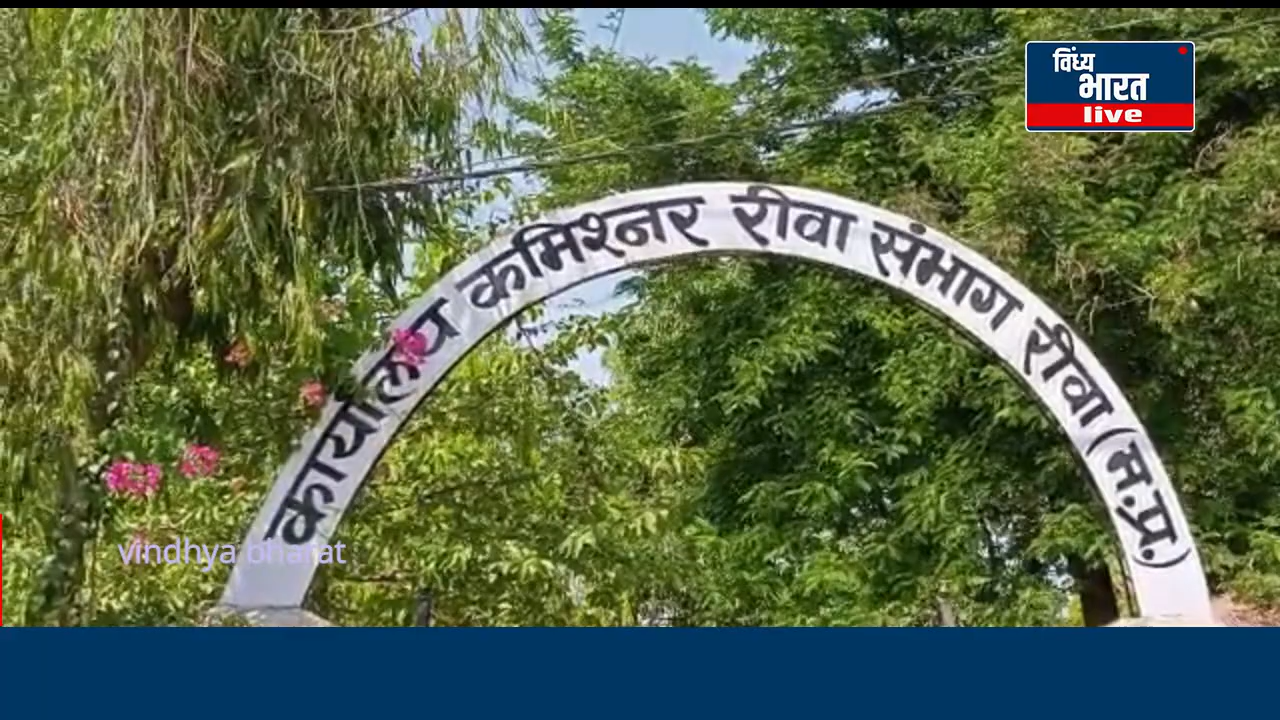 विंध्य
भारत
live
कार्यालय कमिश्नर रीवा संभाग रीवा (म.प्र.)
vindhya bharat